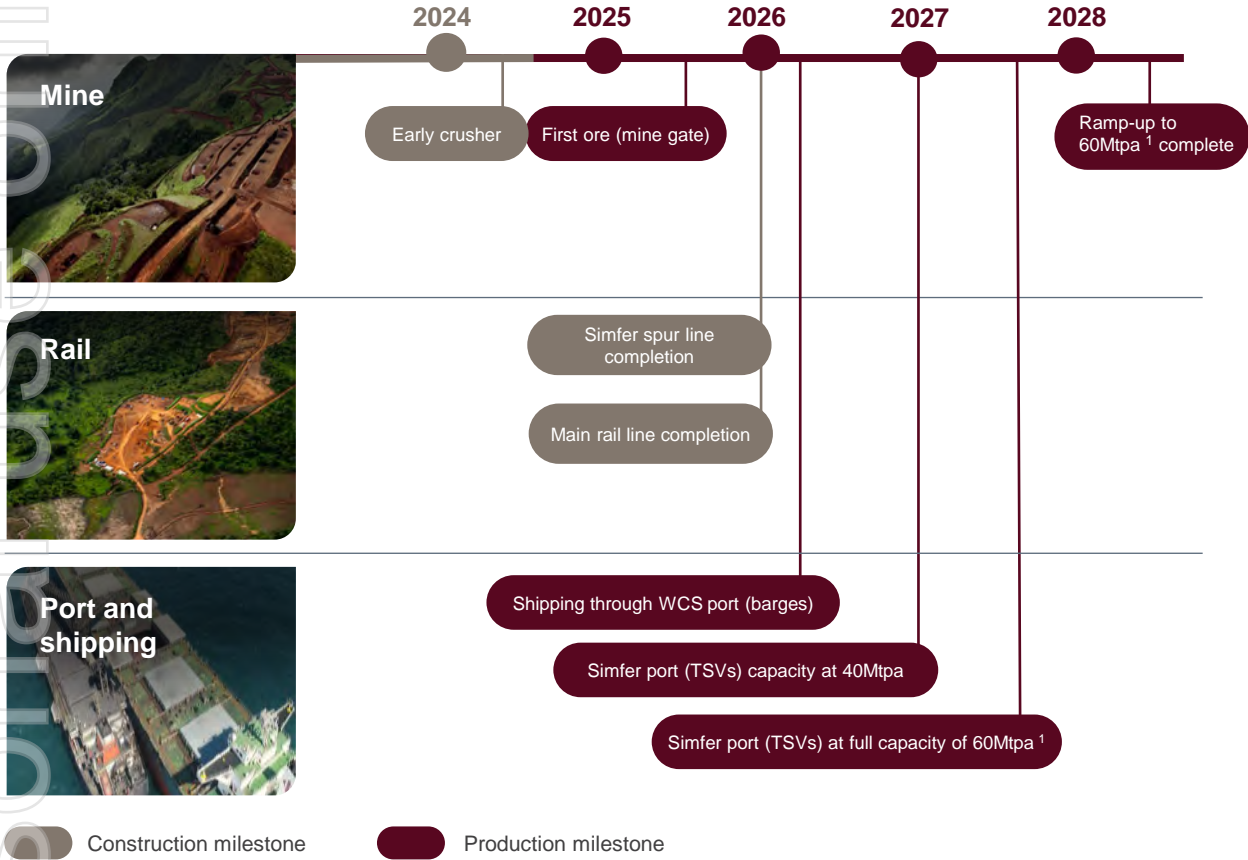 2024
2025
2026
2027
2028
Mine
Early crusher
First ore (mine gate)
Ramp-up to
60Mtpa 1 complete
Rail
Simfer spur line
completion
Main rail line completion
Port and
shipping
Shipping through WCS port (barges)
Simfer port (TSVs) capacity at 40Mtpa
Simfer port (TSVs) at full capacity of 60Mtpa 1
Construction milestone
Production milestone